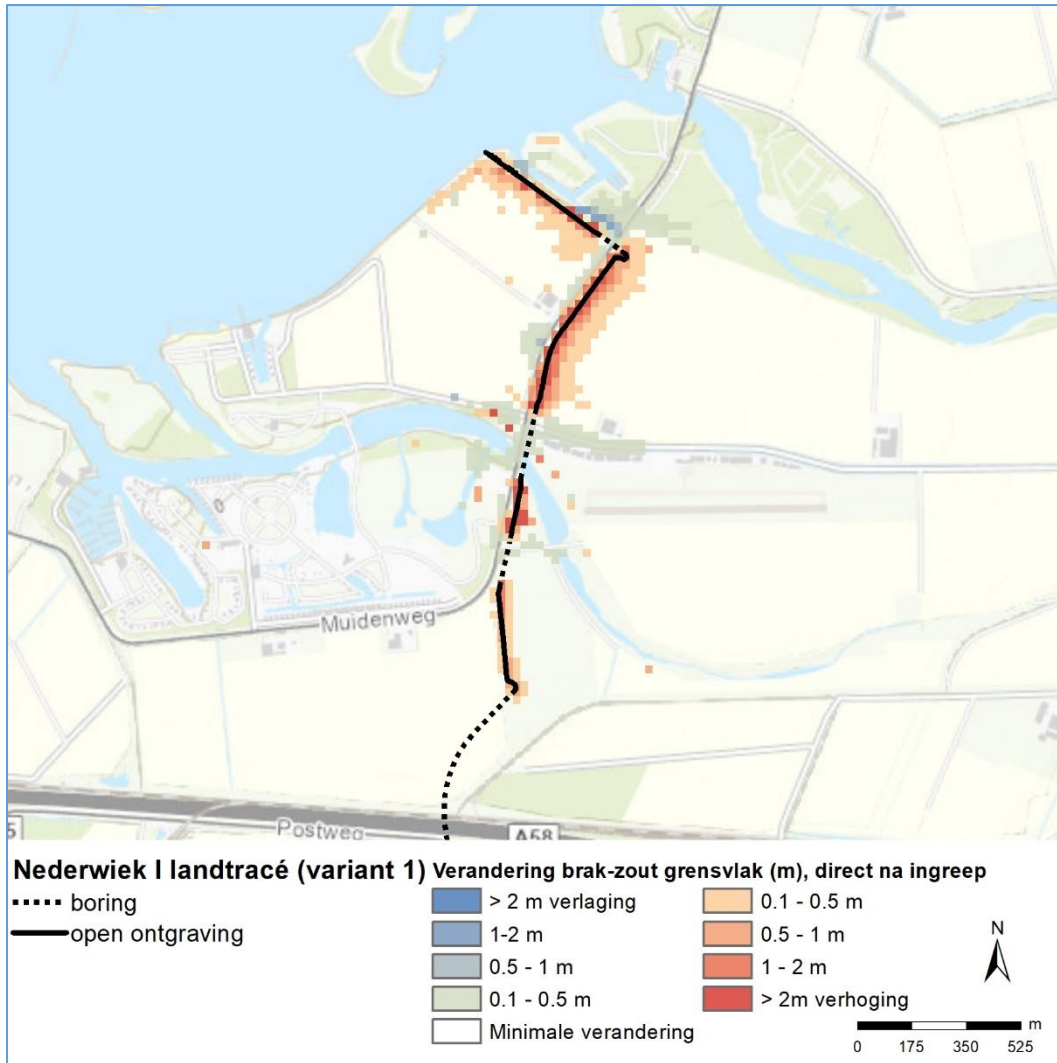 Muidenweg
Postweg
A58
5
Nederwiek I landtracé (variant 1)
boring
open ontgraving
Verandering brak-zout grensvlak (m), direct na ingreep
> 2 m verlaging
1-2 m
0.5 - 1 m
0.1 - 0.5 m
Minimale verandering
0.1 - 0.5 m
0.5 - 1 m
1 - 2 m
> 2m verhoging
N
m
0 175 350 525